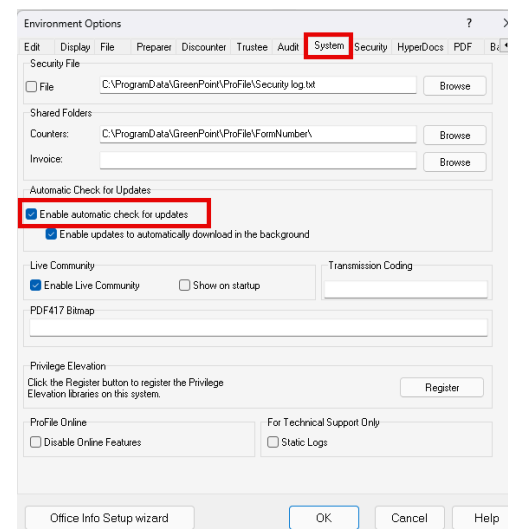 Environment Options ?
Edit Display File Preparer Discounter Trustee Audit System Security HyperDocs PDF
Security File
File C:\ProgramData\GreenPoint\ProFile\Security log.txt Browse
Shared Folders
Counters: C:\ProgramData\GreenPoint\ProFile\FormNumber\ Browse
Invoice: Browse
Automatic Check for Updates
Enable automatic check for updates
Enable updates to automatically download in the background
Live Community Transmission Coding
Enable Live Community Show on startup
PDF417 Bitmap
Privilege Elevation
Click the Register button to register the Privilege
Elevation libraries on this system.
Register
ProFile Online For Technical Support Only
Disable Online Features Static Logs
Office Info Setup wizard OK Cancel Help